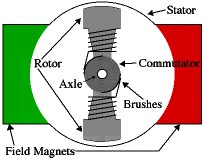 Stator
Rotor
Commutator
Axle
Brushes
Field Magnets